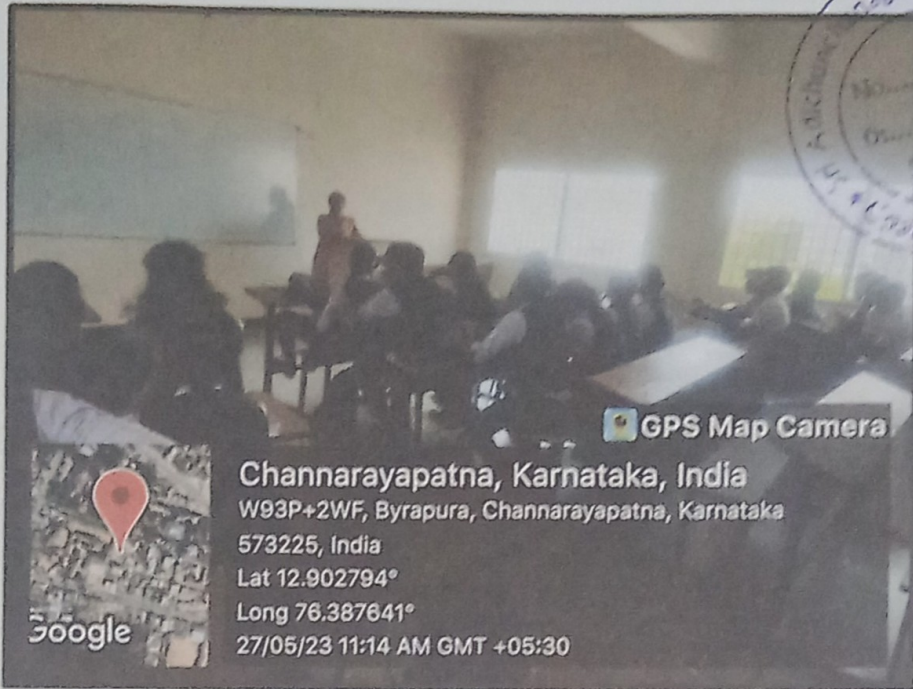 No....
GPS Map Camera
Channarayapatna, Karnataka, India
W93P+2WF, Byrapura, Channarayapatna, Karnataka
573225, India
Lat 12.902794°
Long 76.387641°
27/05/23 11:14 AM GMT +05:30
Google